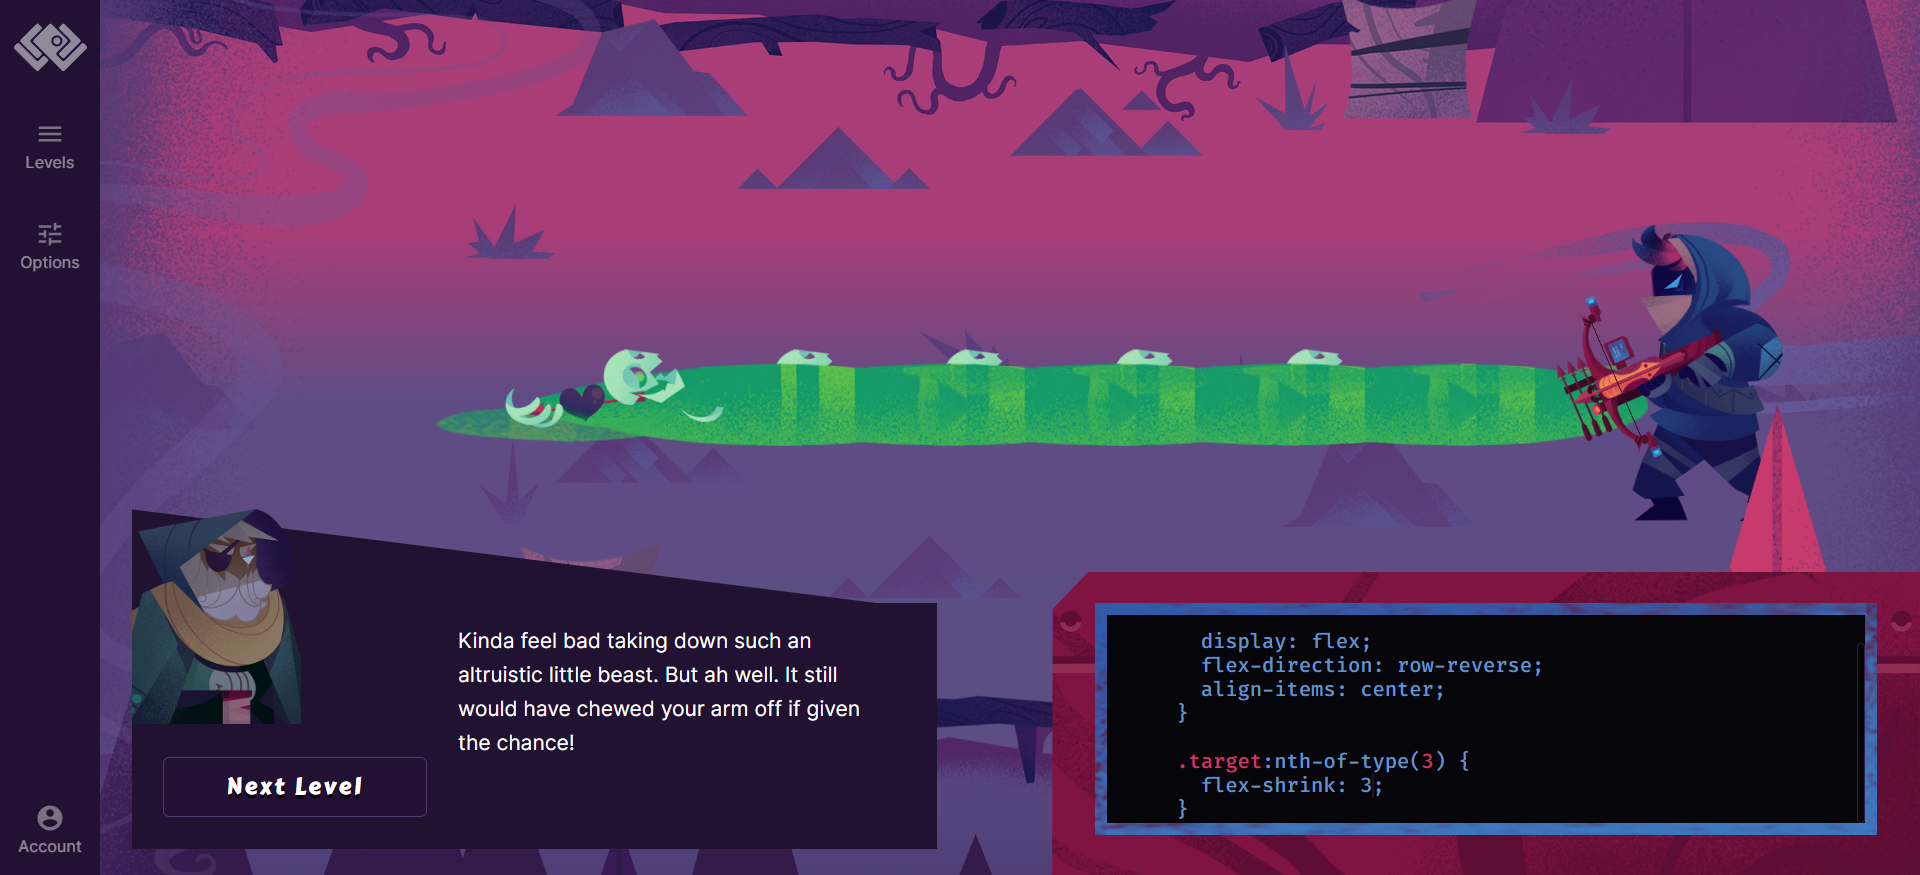 Levels
Options
Account
Kinda feel bad taking down such an
altruistic little beast. But ah well. It still
would have chewed your arm off if given
the chance!
Next Level
display: flex;
flex-direction: row-reverse;
align-items: center;
}
.target:nth-of-type(3) {
flex-shrink: 3;
}